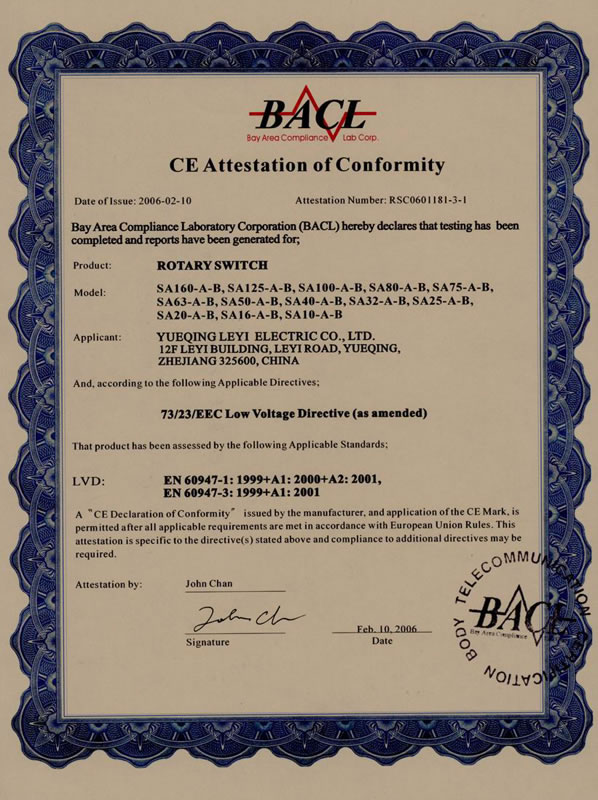 BACL
Bay Area Compliance Lab Corp.
CE Attestation of Conformity
Date of Issue: 2006-02-10 Attestation Number: RSC0601181-3-1
Bay Area Compliance Laboratory Corporation (BACL) hereby declares that testing has been
completed and reports have been generated for;
Product: ROTARY SWITCH
Model: SA160-A-B, SA125-A-B, SA100-A-B, SA80-A-B, SA75-A-B,
SA63-A-B, SA50-A-B, SA40-A-B, SA32-A-B, SA25-A-B,
SA20-A-B, SA16-A-B, SA10-A-B
Applicant: YUEQING LEYI ELECTRIC CO., LTD.
12F LEYI BUILDING, LEYI ROAD, YUEQING,
ZHEJIANG 325600, CHINA
And, according to the following Applicable Directives;
73/23/EEC Low Voltage Directive (as amended)
That product has been assessed by the following Applicable Standards;
LVD: EN 60947-1: 1999+A1: 2000+A2: 2001,
EN 60947-3: 1999+A1: 2001
A “CE Declaration of Conformity” issued by the manufacturer, and application of the CE Mark, is
permitted after all applicable requirements are met in accordance with European Union Rules. This
attestation is specific to the directive(s) stated above and compliance to additional directives may be
required.
Attestation by: John Chan
John Ch
Feb. 10, 2006
Signature Date
TELECOMMUNICATION CERTIFICATION BODY
BACL
Bay Area Compliance